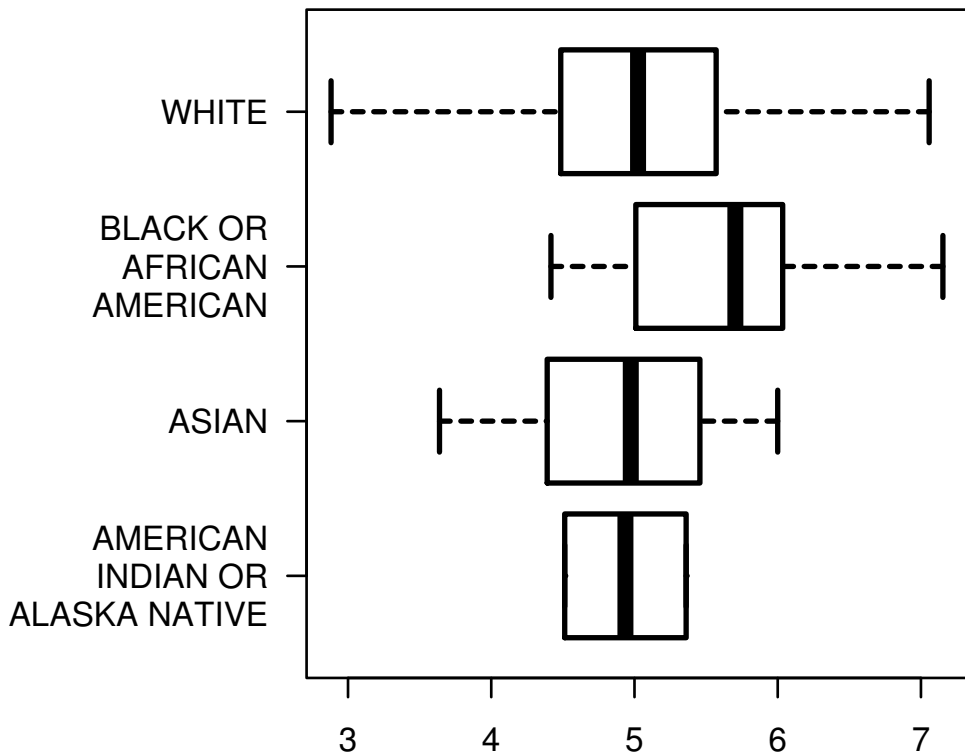 WHITE
BLACK OR
AFRICAN
AMERICAN
ASIAN
AMERICAN
INDIAN OR
ALASKA NATIVE
3 4 5 6 7